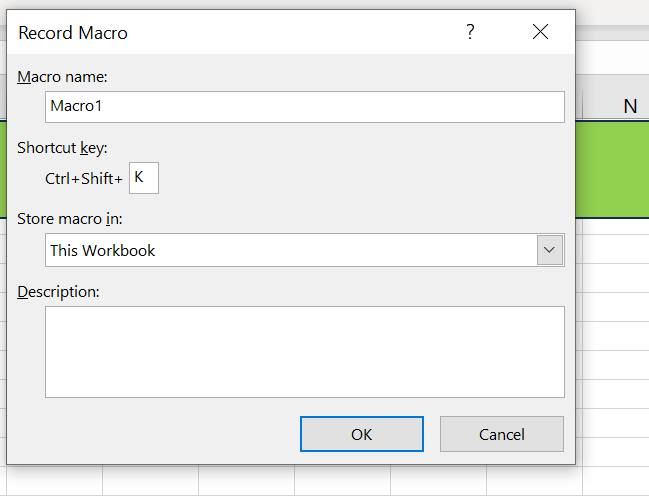 Record Macro ?
Macro name:
Macro1
N
Shortcut key:
Ctrl+Shift+ K
Store macro in:
This Workbook
Description:
OK Cancel